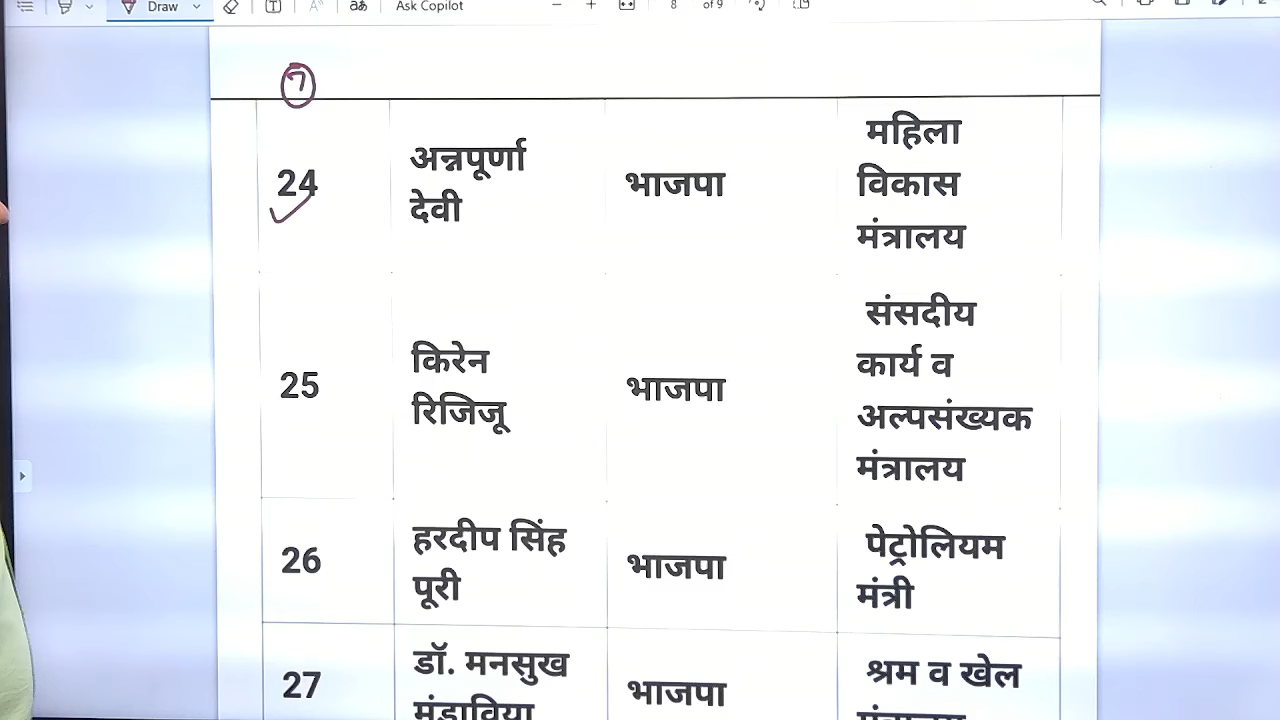 Draw
Ask Copilot
8 of 9
7
24 अन्नपूर्णा देवी भाजपा महिला विकास मंत्रालय
25 किरेन रिजिजू भाजपा संसदीय कार्य व अल्पसंख्यक मंत्रालय
26 हरदीप सिंह पूरी भाजपा पेट्रोलियम मंत्री
27 डॉ. मनसुख मंडाविया भाजपा श्रम व खेल मंत्रालय